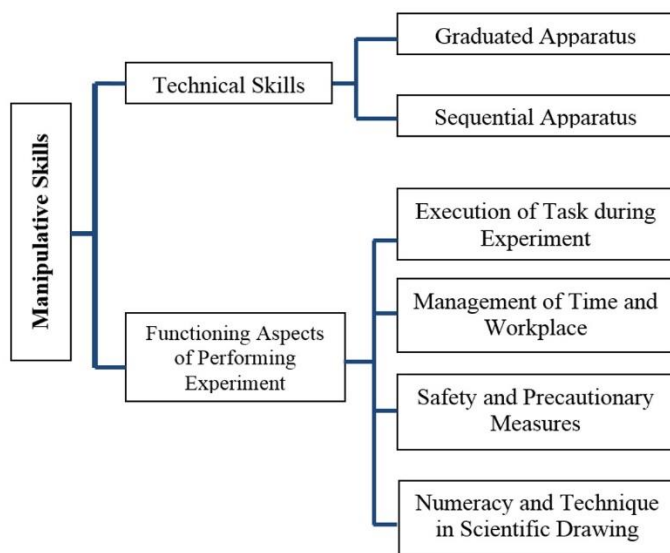 Manipulative Skills
Technical Skills
Graduated Apparatus
Sequential Apparatus
Functioning Aspects
of Performing
Experiment
Execution of Task during
Experiment
Management of Time and
Workplace
Safety and Precautionary
Measures
Numeracy and Technique
in Scientific Drawing